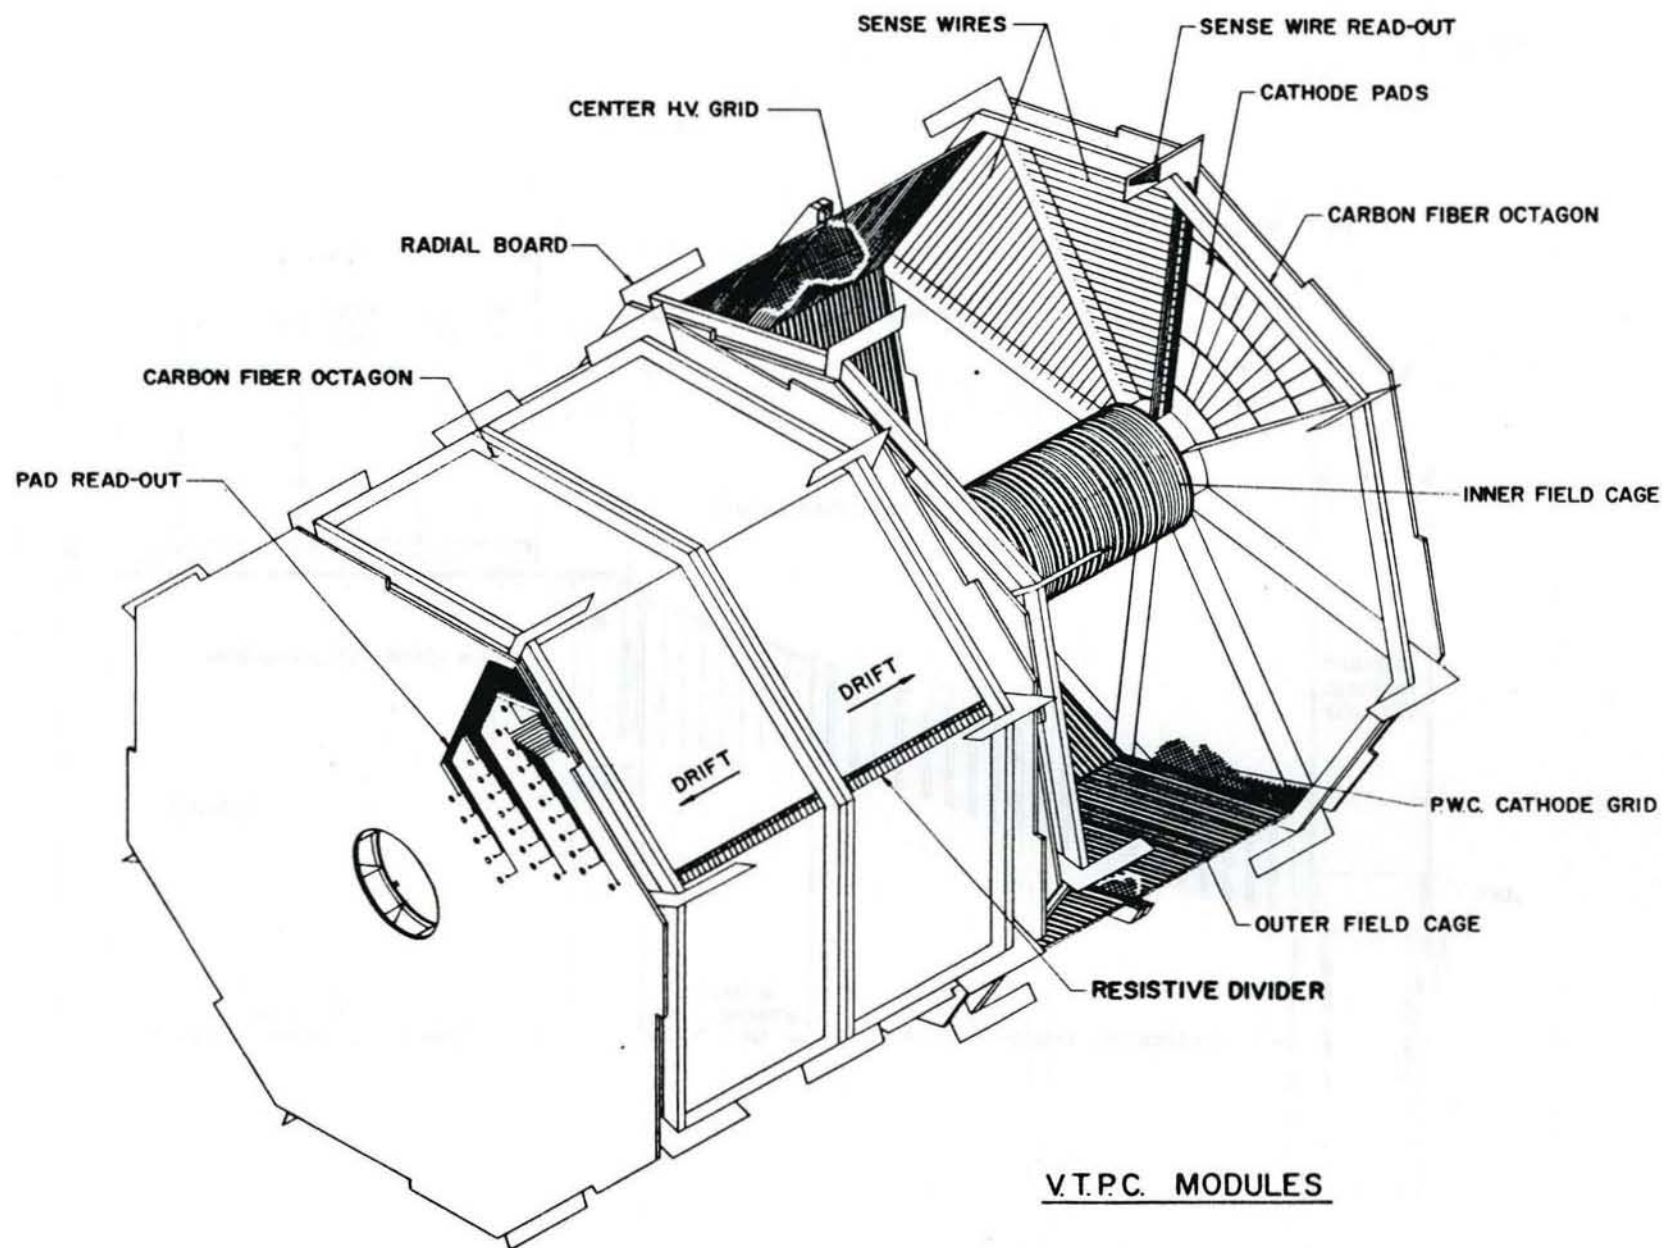 SENSE WIRES
SENSE WIRE READ-OUT
CENTER H.V. GRID
CATHODE PADS
RADIAL BOARD
CARBON FIBER OCTAGON
CARBON FIBER OCTAGON
PAD READ-OUT
INNER FIELD CAGE
DRIFT
DRIFT
P.W.C. CATHODE GRID
OUTER FIELD CAGE
RESISTIVE DIVIDER
V.T.P.C. MODULES